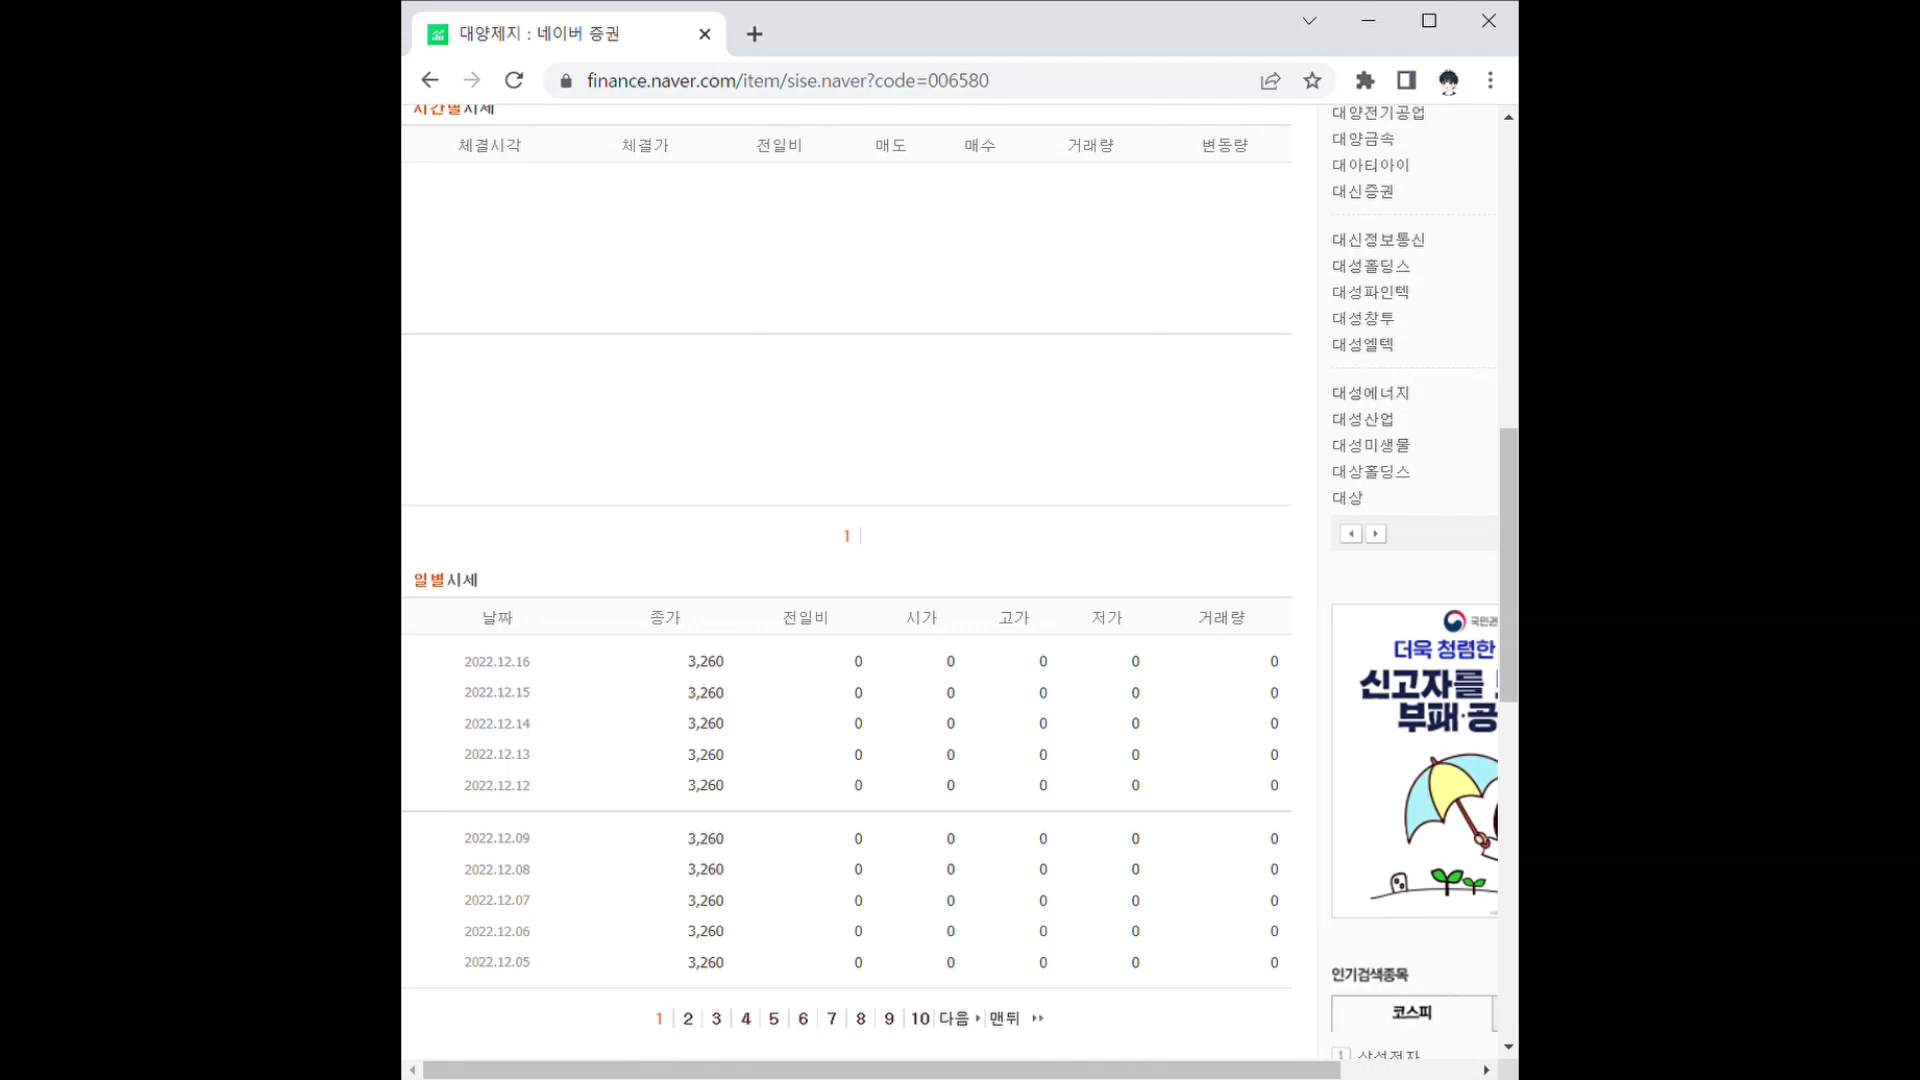 대양제지 : 네이버 증권
finance.naver.com/item/sise.naver?code=006580
시간별시세
체결시각 체결가 전일비 매도 매수 거래량 변동량
1
일별시세
날짜 종가 전일비 시가 고가 저가 거래량
2022.12.16 3,260 0 0 0 0 0
2022.12.15 3,260 0 0 0 0 0
2022.12.14 3,260 0 0 0 0 0
2022.12.13 3,260 0 0 0 0 0
2022.12.12 3,260 0 0 0 0 0
2022.12.09 3,260 0 0 0 0 0
2022.12.08 3,260 0 0 0 0 0
2022.12.07 3,260 0 0 0 0 0
2022.12.06 3,260 0 0 0 0 0
2022.12.05 3,260 0 0 0 0 0
1 2 3 4 5 6 7 8 9 10 다음 맨뒤
대양전기공업
대양금속
대아티아이
대신증권
대신정보통신
대성홀딩스
대성파인텍
대성창투
대성엘텍
대성에너지
대성산업
대성미생물
대상홀딩스
대상
국민권
더욱 청렴한
신고자를
부패·공
인기검색종목
코스피
1 삼성전자